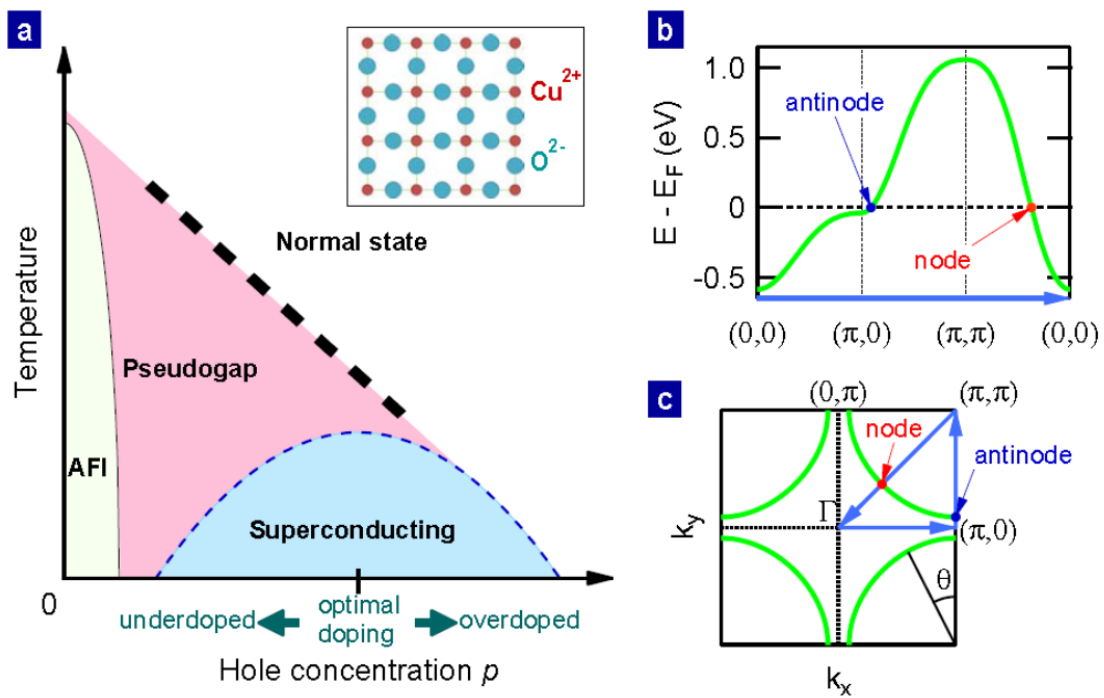 a
Temperature
Cu2+
O2-
Normal state
Pseudogap
AFI
Superconducting
0
underdoped
optimal
doping
overdoped
Hole concentration p
b
E - EF (eV)
1.0
0.5
0
-0.5
antinode
node
(0,0)
(π,0)
(π,π)
(0,0)
c
(0,π)
(π,π)
node
antinode
Γ
(π,0)
θ
ky
kx